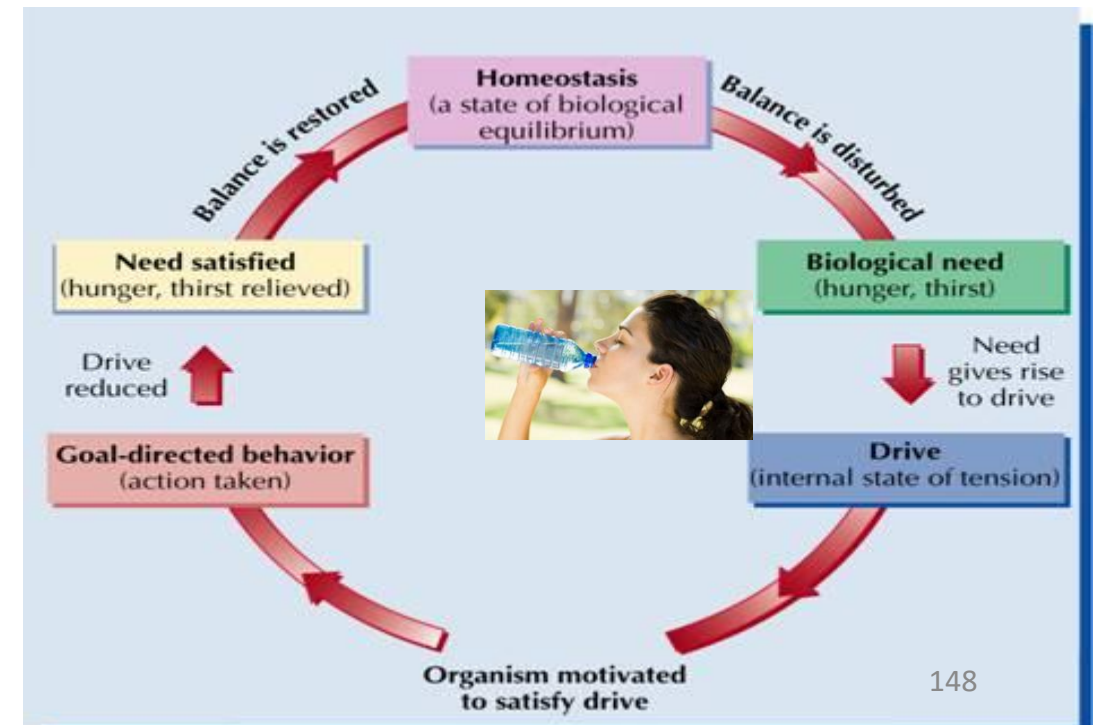 Homeostasis
(a state of biological
equilibrium)
Balance is disturbed
Biological need
(hunger, thirst)
Need
gives rise
to drive
Drive
(internal state of tension)
Organism motivated
to satisfy drive
Goal-directed behavior
(action taken)
Drive
reduced
Need satisfied
(hunger, thirst relieved)
Balance is restored
148